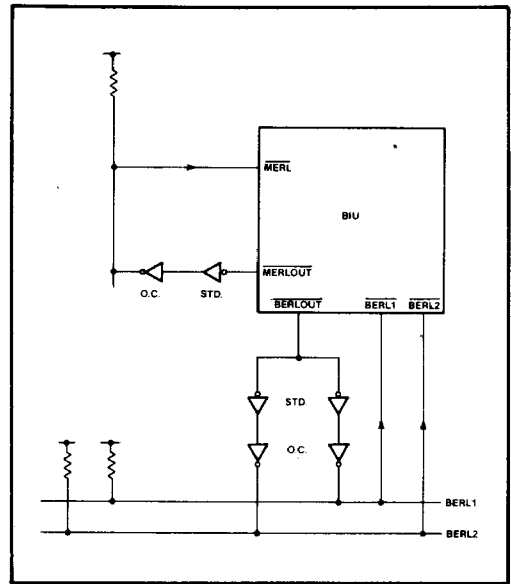 MERL
BIU
MERLOUT
O.C. STD.
BERLOUT BERL1 BERL2
STD.
O.C.
BERL1
BERL2